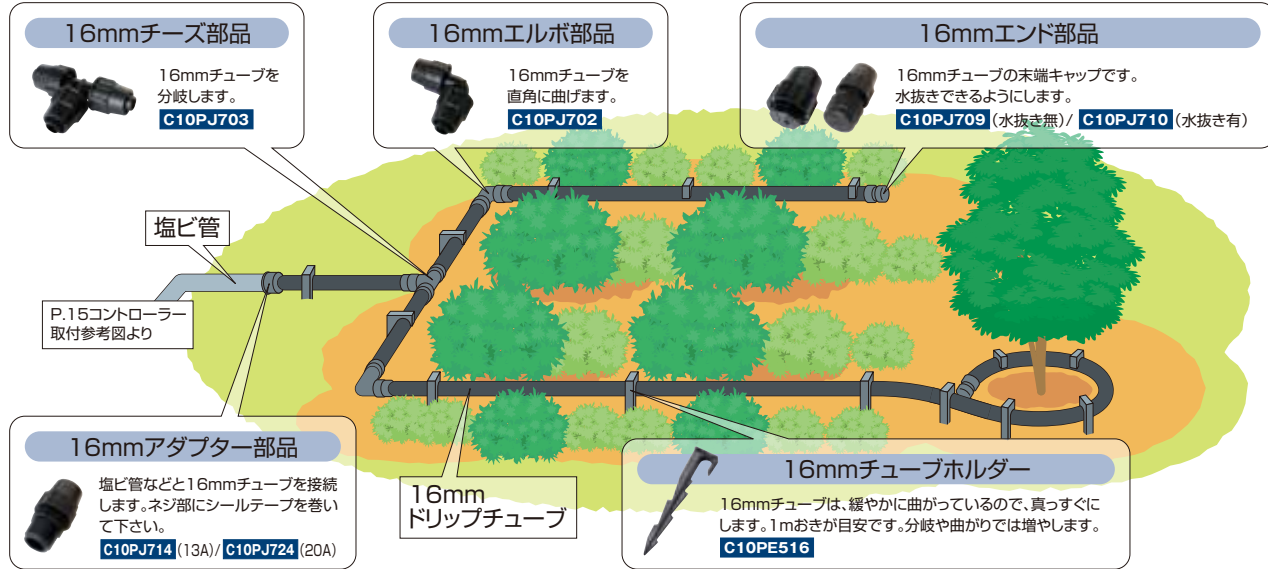 16mmチーズ部品
16mmチューブを
分岐します。
C10PJ703
16mmエルボ部品
16mmチューブを
直角に曲げます。
C10PJ702
16mmエンド部品
16mmチューブの末端キャップです。
水抜きできるようにします。
C10PJ709(水抜き無)/ C10PJ710(水抜き有)
塩ビ管
P.15コントローラー
取付参考図より
16mmアダプター部品
塩ビ管などと16mmチューブを接続
します。ネジ部にシールテープを巻い
て下さい。
C10PJ714(13A)/ C10PJ724(20A)
16mm
ドリップチューブ
16mmチューブホルダー
16mmチューブは、緩やかに曲がっているので、真っすぐに
します。1mおきが目安です。分岐や曲がりでは増やします。
C10PE516